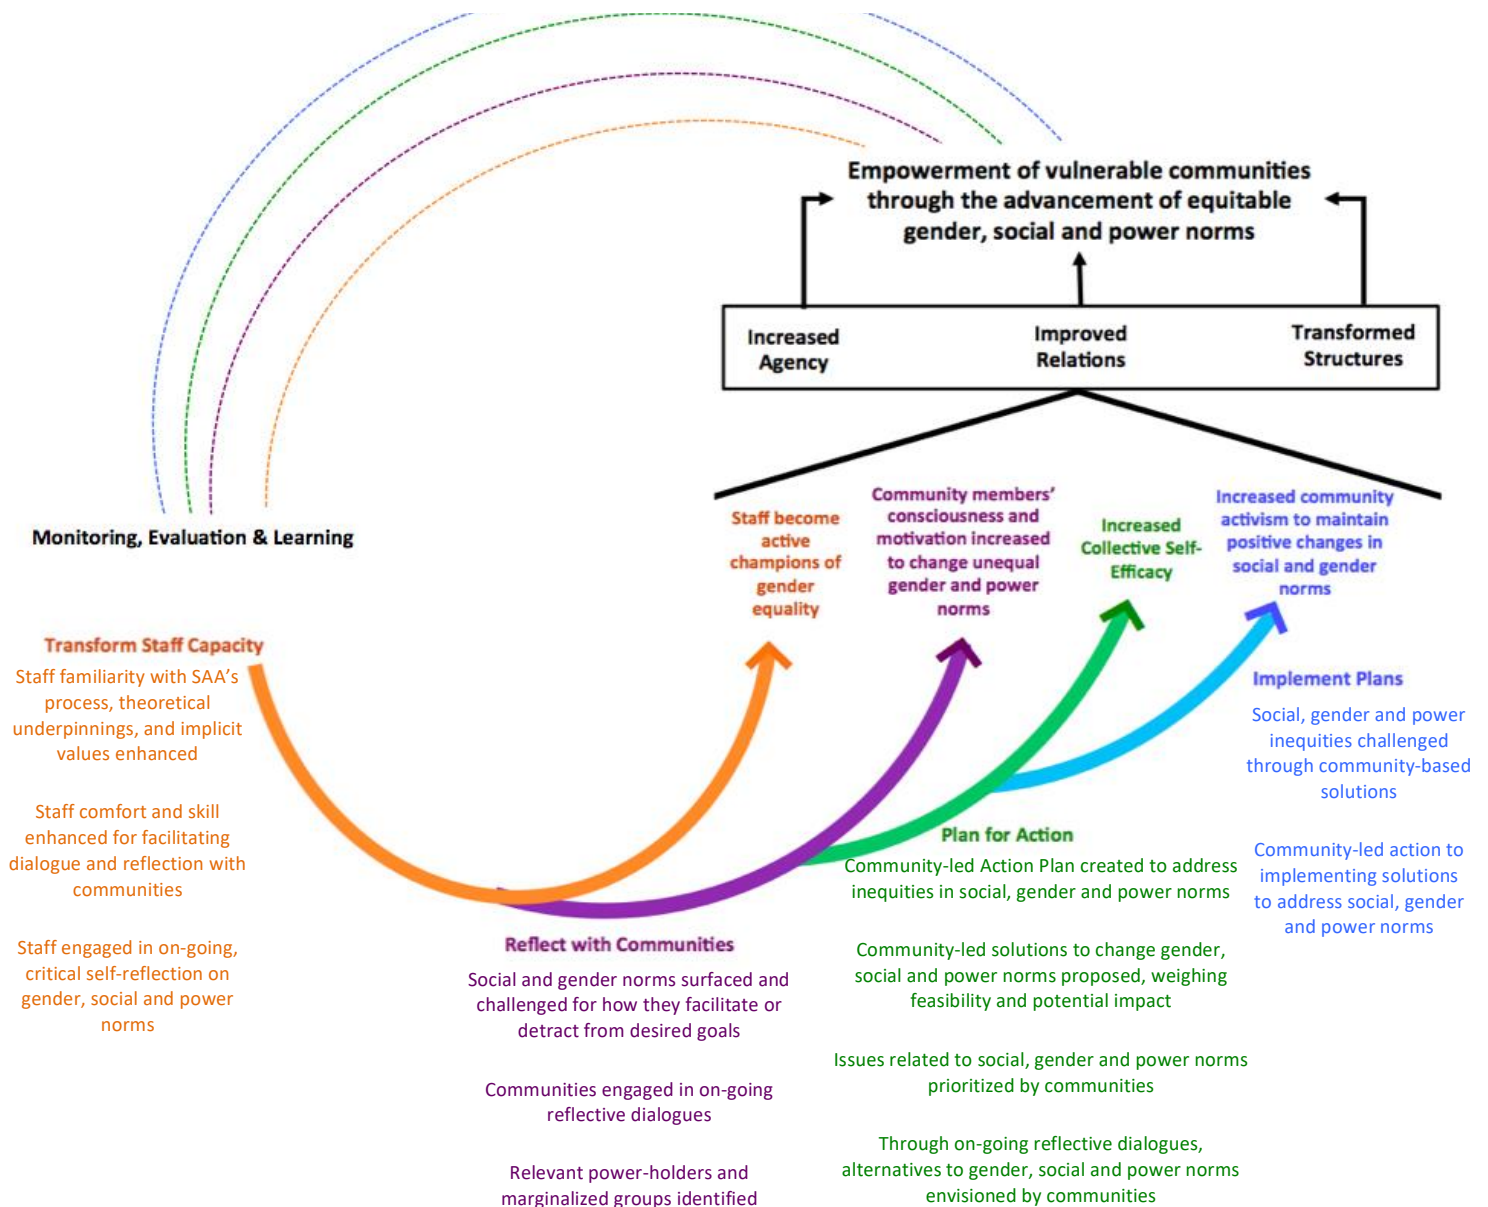 Empowerment of vulnerable communities
through the advancement of equitable
gender, social and power norms
Increased
Agency
Improved
Relations
Transformed
Structures
Monitoring, Evaluation & Learning
Staff become
active
champions of
gender
equality
Community members’
consciousness and
motivation increased
to change unequal
gender and power
norms
Increased
Collective Self-
Efficacy
Increased community
activism to maintain
positive changes in
social and gender
norms
Transform Staff Capacity
Staff familiarity with SAA’s
process, theoretical
underpinnings, and implicit
values enhanced
Staff comfort and skill
enhanced for facilitating
dialogue and reflection with
communities
Staff engaged in on-going,
critical self-reflection on
gender, social and power
norms
Reflect with Communities
Social and gender norms surfaced and
challenged for how they facilitate or
detract from desired goals
Communities engaged in on-going
reflective dialogues
Relevant power-holders and
marginalized groups identified
Plan for Action
Community-led Action Plan created to address
inequities in social, gender and power norms
Community-led solutions to change gender,
social and power norms proposed, weighing
feasibility and potential impact
Issues related to social, gender and power norms
prioritized by communities
Through on-going reflective dialogues,
alternatives to gender, social and power norms
envisioned by communities
Implement Plans
Social, gender and power
inequities challenged
through community-based
solutions
Community-led action to
implementing solutions
to address social, gender
and power norms